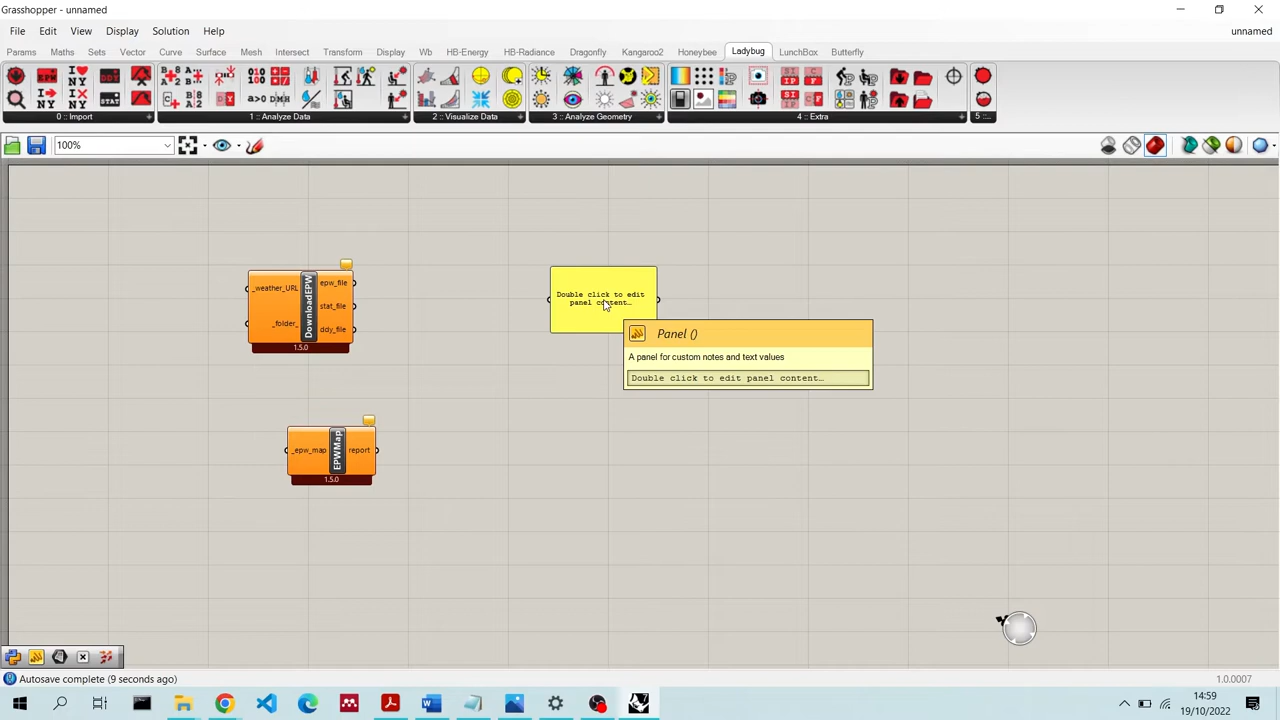 Grasshopper - unnamed
File Edit View Display Solution Help
unnamed
Params Maths Sets Vector Curve Surface Mesh Intersect Transform Display Wb HB-Energy HB-Radiance Dragonfly Kangaroo2 Honeybee Ladybug LunchBox Butterfly
0 :: Import
1 :: Analyze Data
2 :: Visualize Data
3 :: Analyze Geometry
4 :: Extra
5 ::...
100%
_weather_URL
_folder_
DownloadEPW
epw_file
stat_file
ddy_file
1.5.0
Double click to edit
panel content…
Panel ()
A panel for custom notes and text values
Double click to edit panel content…
_epw_map
EPWMap
report
1.5.0
Autosave complete (9 seconds ago)
1.0.0007
14:59
19/10/2022